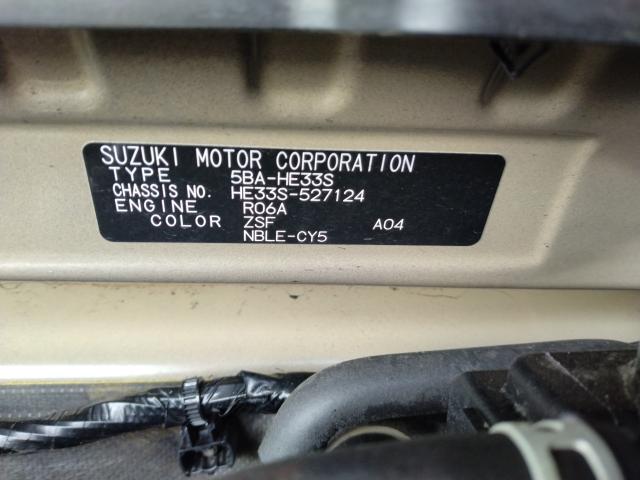 SUZUKI MOTOR CORPORATION
TYPE 5BA-HE33S
CHASSIS NO. HE33S-527124
ENGINE R06A
COLOR ZSF A04
NBLE-CY5